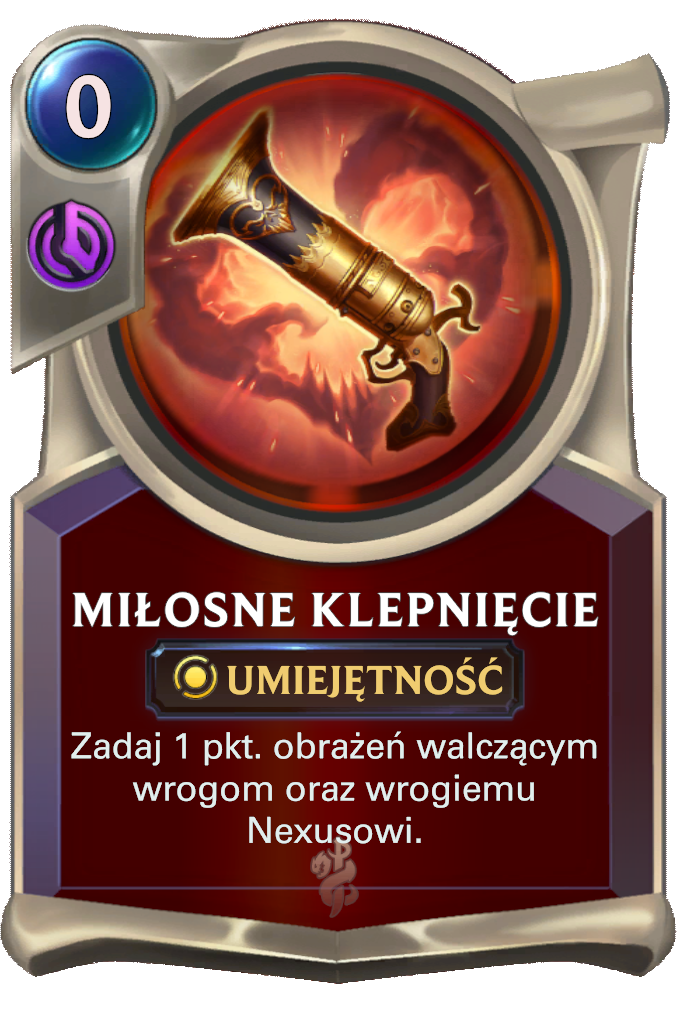 0
MIŁOSNE KLEPNIĘCIE
UMIEJĘTNOŚĆ
Zadaj 1 pkt. obrażeń walczącym
wrogom oraz wrogiemu
Nexusowi.